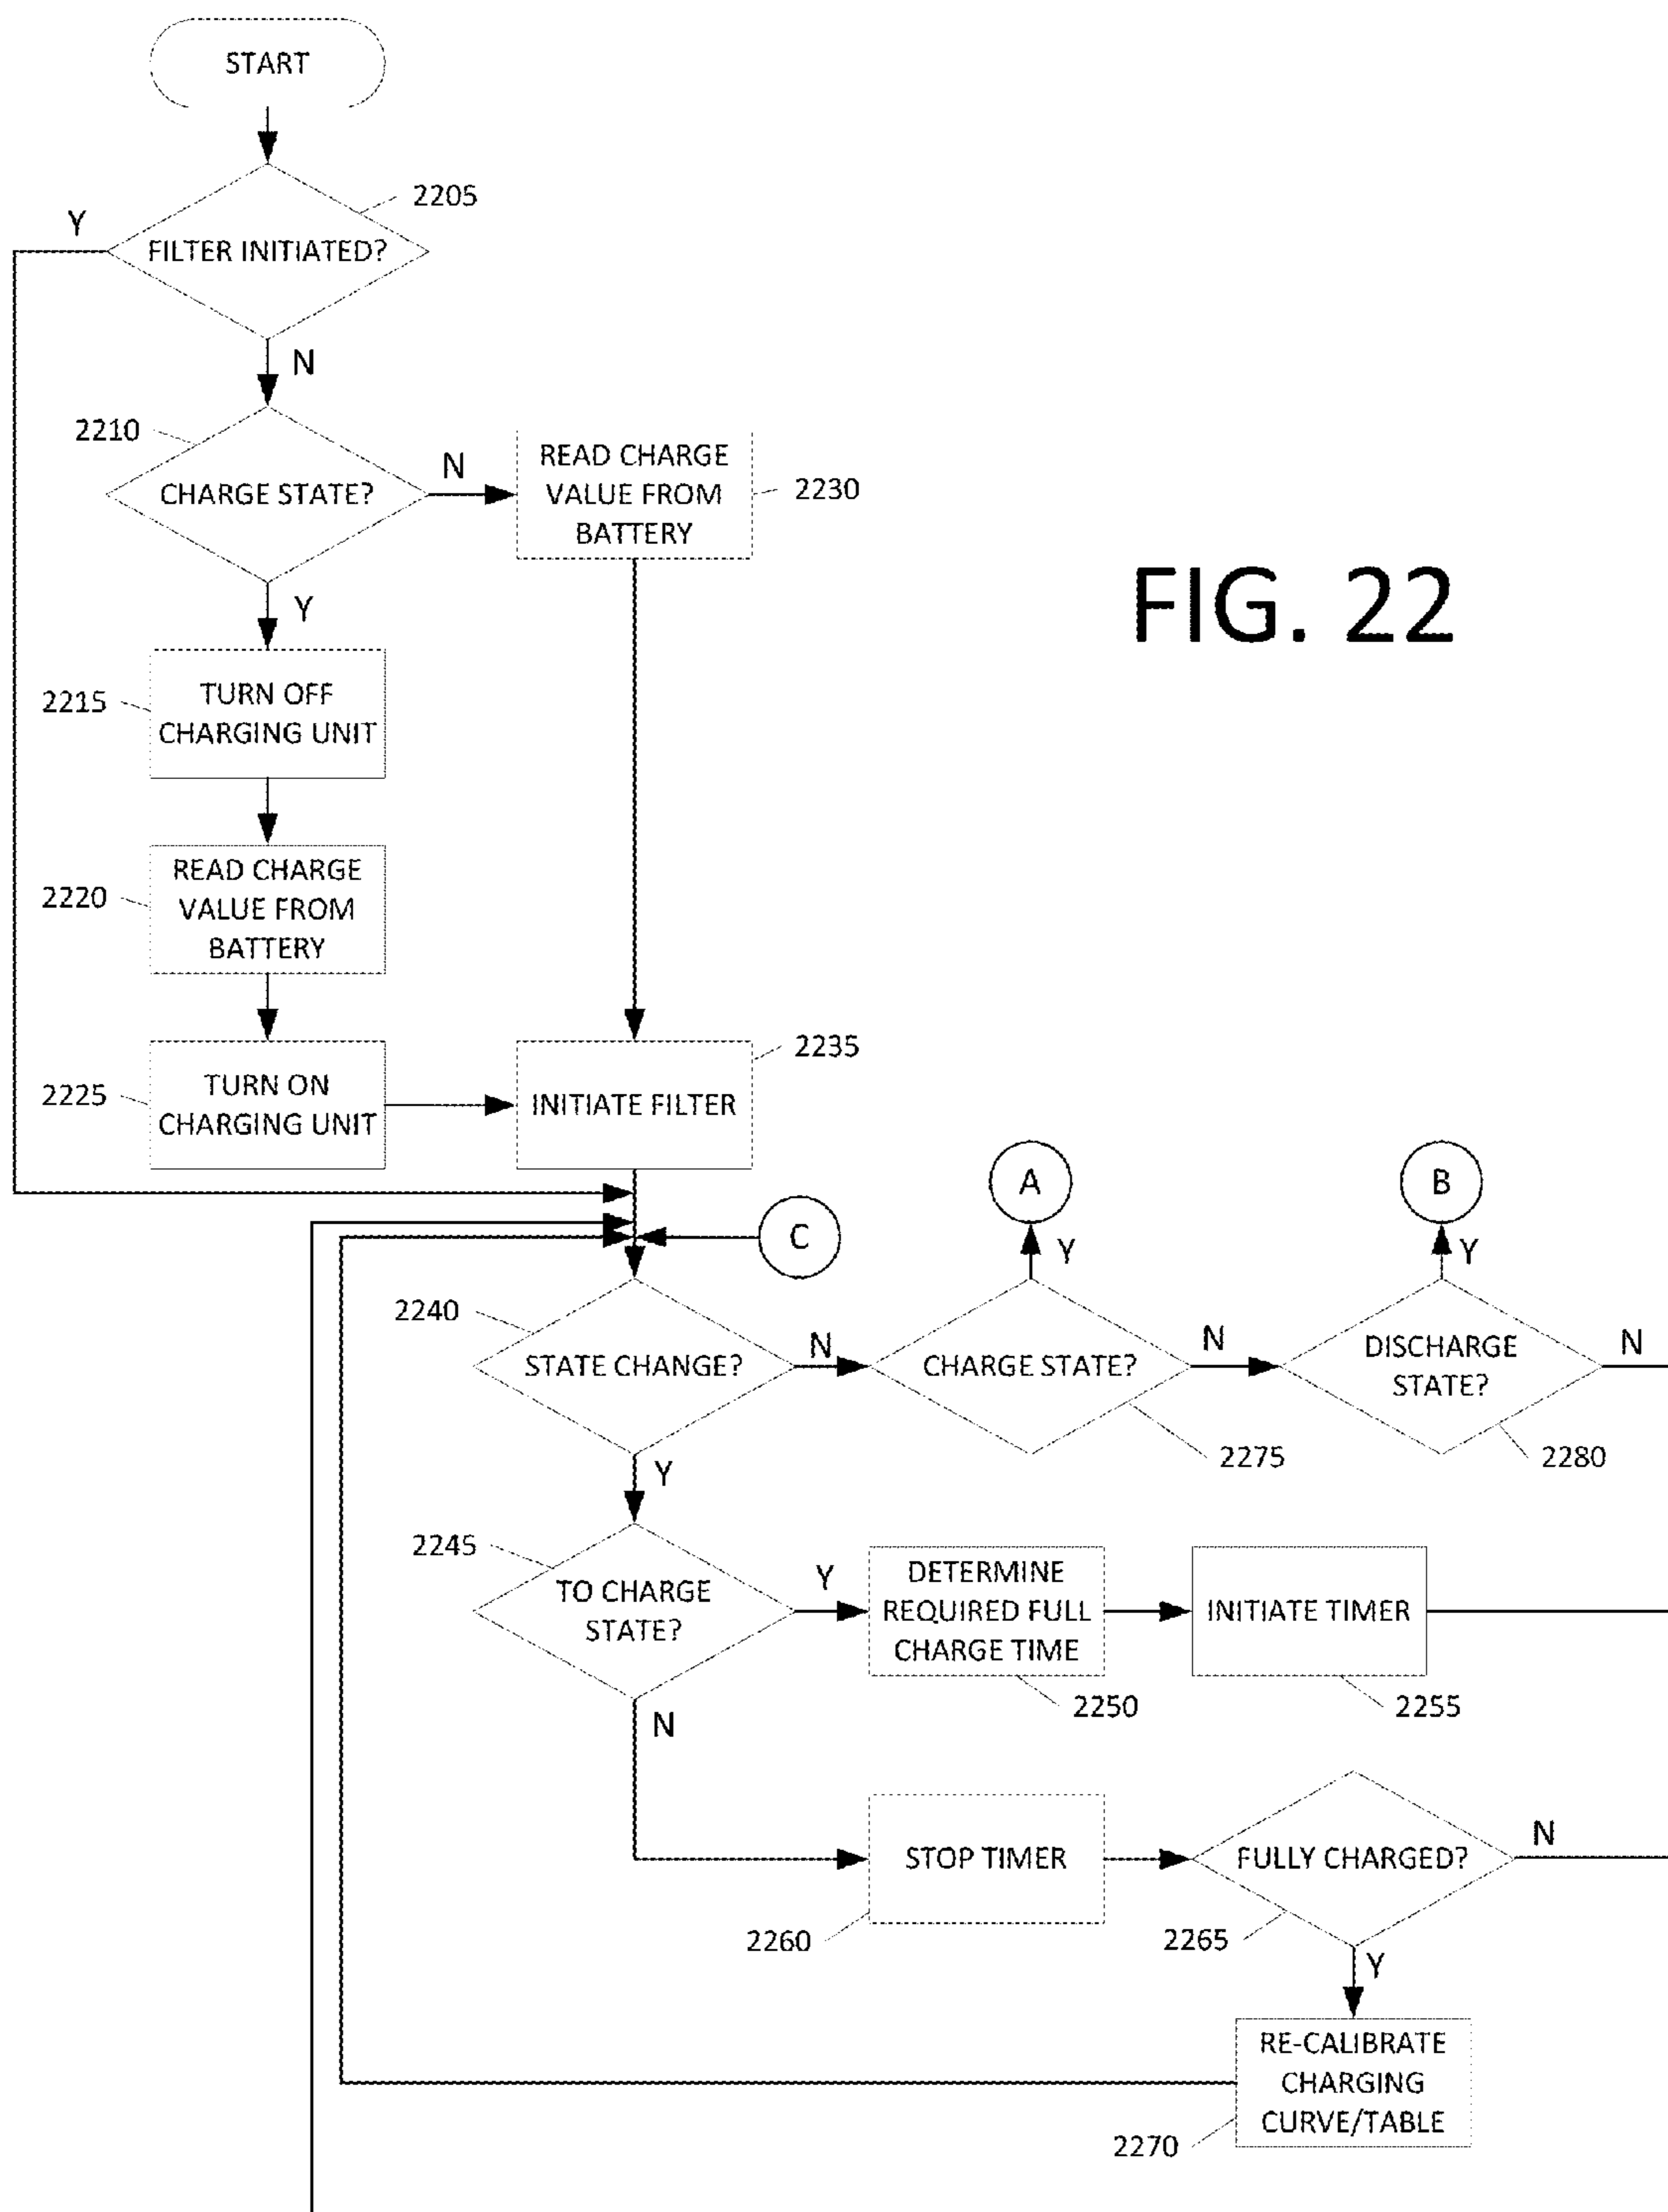 START
2205
Y
FILTER INITIATED?
N
2210
CHARGE STATE?
N
READ CHARGE
VALUE FROM
BATTERY
2230
FIG. 22
Y
2215
TURN OFF
CHARGING UNIT
2220
READ CHARGE
VALUE FROM
BATTERY
2225
TURN ON
CHARGING UNIT
2235
INITIATE FILTER
A
B
C
Y
Y
2240
STATE CHANGE?
N
CHARGE STATE?
N
DISCHARGE
STATE?
N
2275
2280
Y
2245
TO CHARGE
STATE?
Y
DETERMINE
REQUIRED FULL
CHARGE TIME
INITIATE TIMER
2250
2255
N
STOP TIMER
FULLY CHARGED?
N
2260
2265
Y
RE-CALIBRATE
CHARGING
CURVE/TABLE
2270